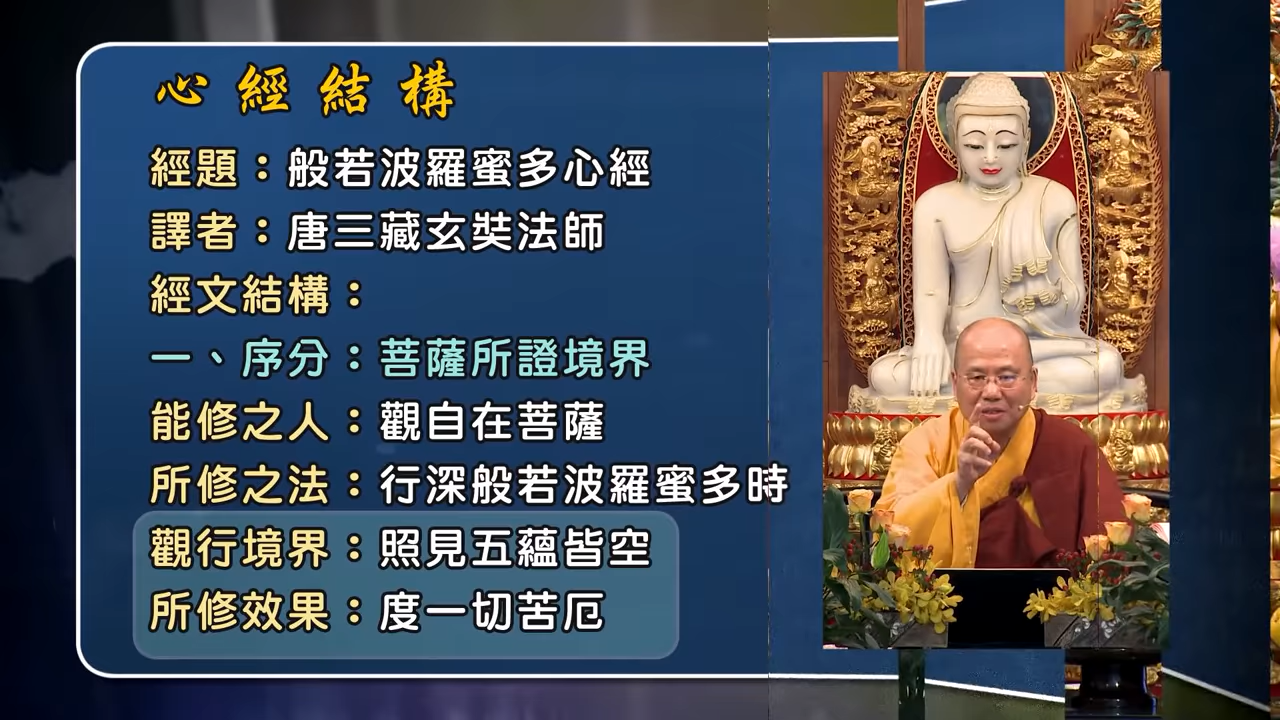 心經結構
經題：般若波羅蜜多心經
譯者：唐三藏玄奘法師
經文結構：
一、序分：菩薩所證境界
能修之人：觀自在菩薩
所修之法：行深般若波羅蜜多時
觀行境界：照見五蘊皆空
所修效果：度一切苦厄